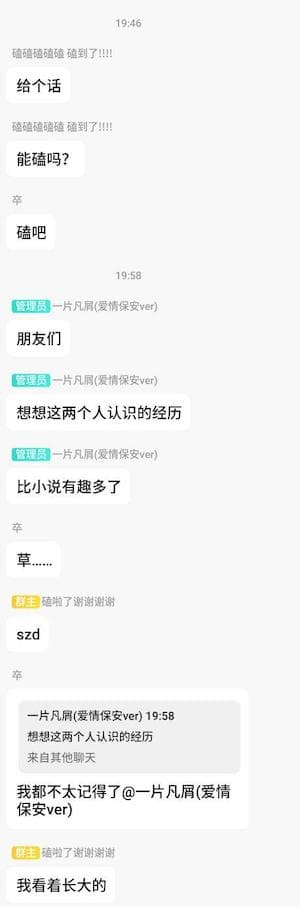 19:46
磕磕磕磕磕 磕到了!!!!
给个话
磕磕磕磕磕 磕到了!!!!
能磕吗?
卒
磕吧
19:58
管理员 一片凡屑(爱情保安ver)
朋友们
管理员 一片凡屑(爱情保安ver)
想想这两个人认识的经历
管理员 一片凡屑(爱情保安ver)
比小说有趣多了
卒
草……
群主 磕啦了谢谢谢谢
szd
卒
一片凡屑(爱情保安ver) 19:58
想想这两个人认识的经历
来自其他聊天
我都不太记得了@一片凡屑(爱情
保安ver)
群主 磕啦了谢谢谢谢
我看着长大的